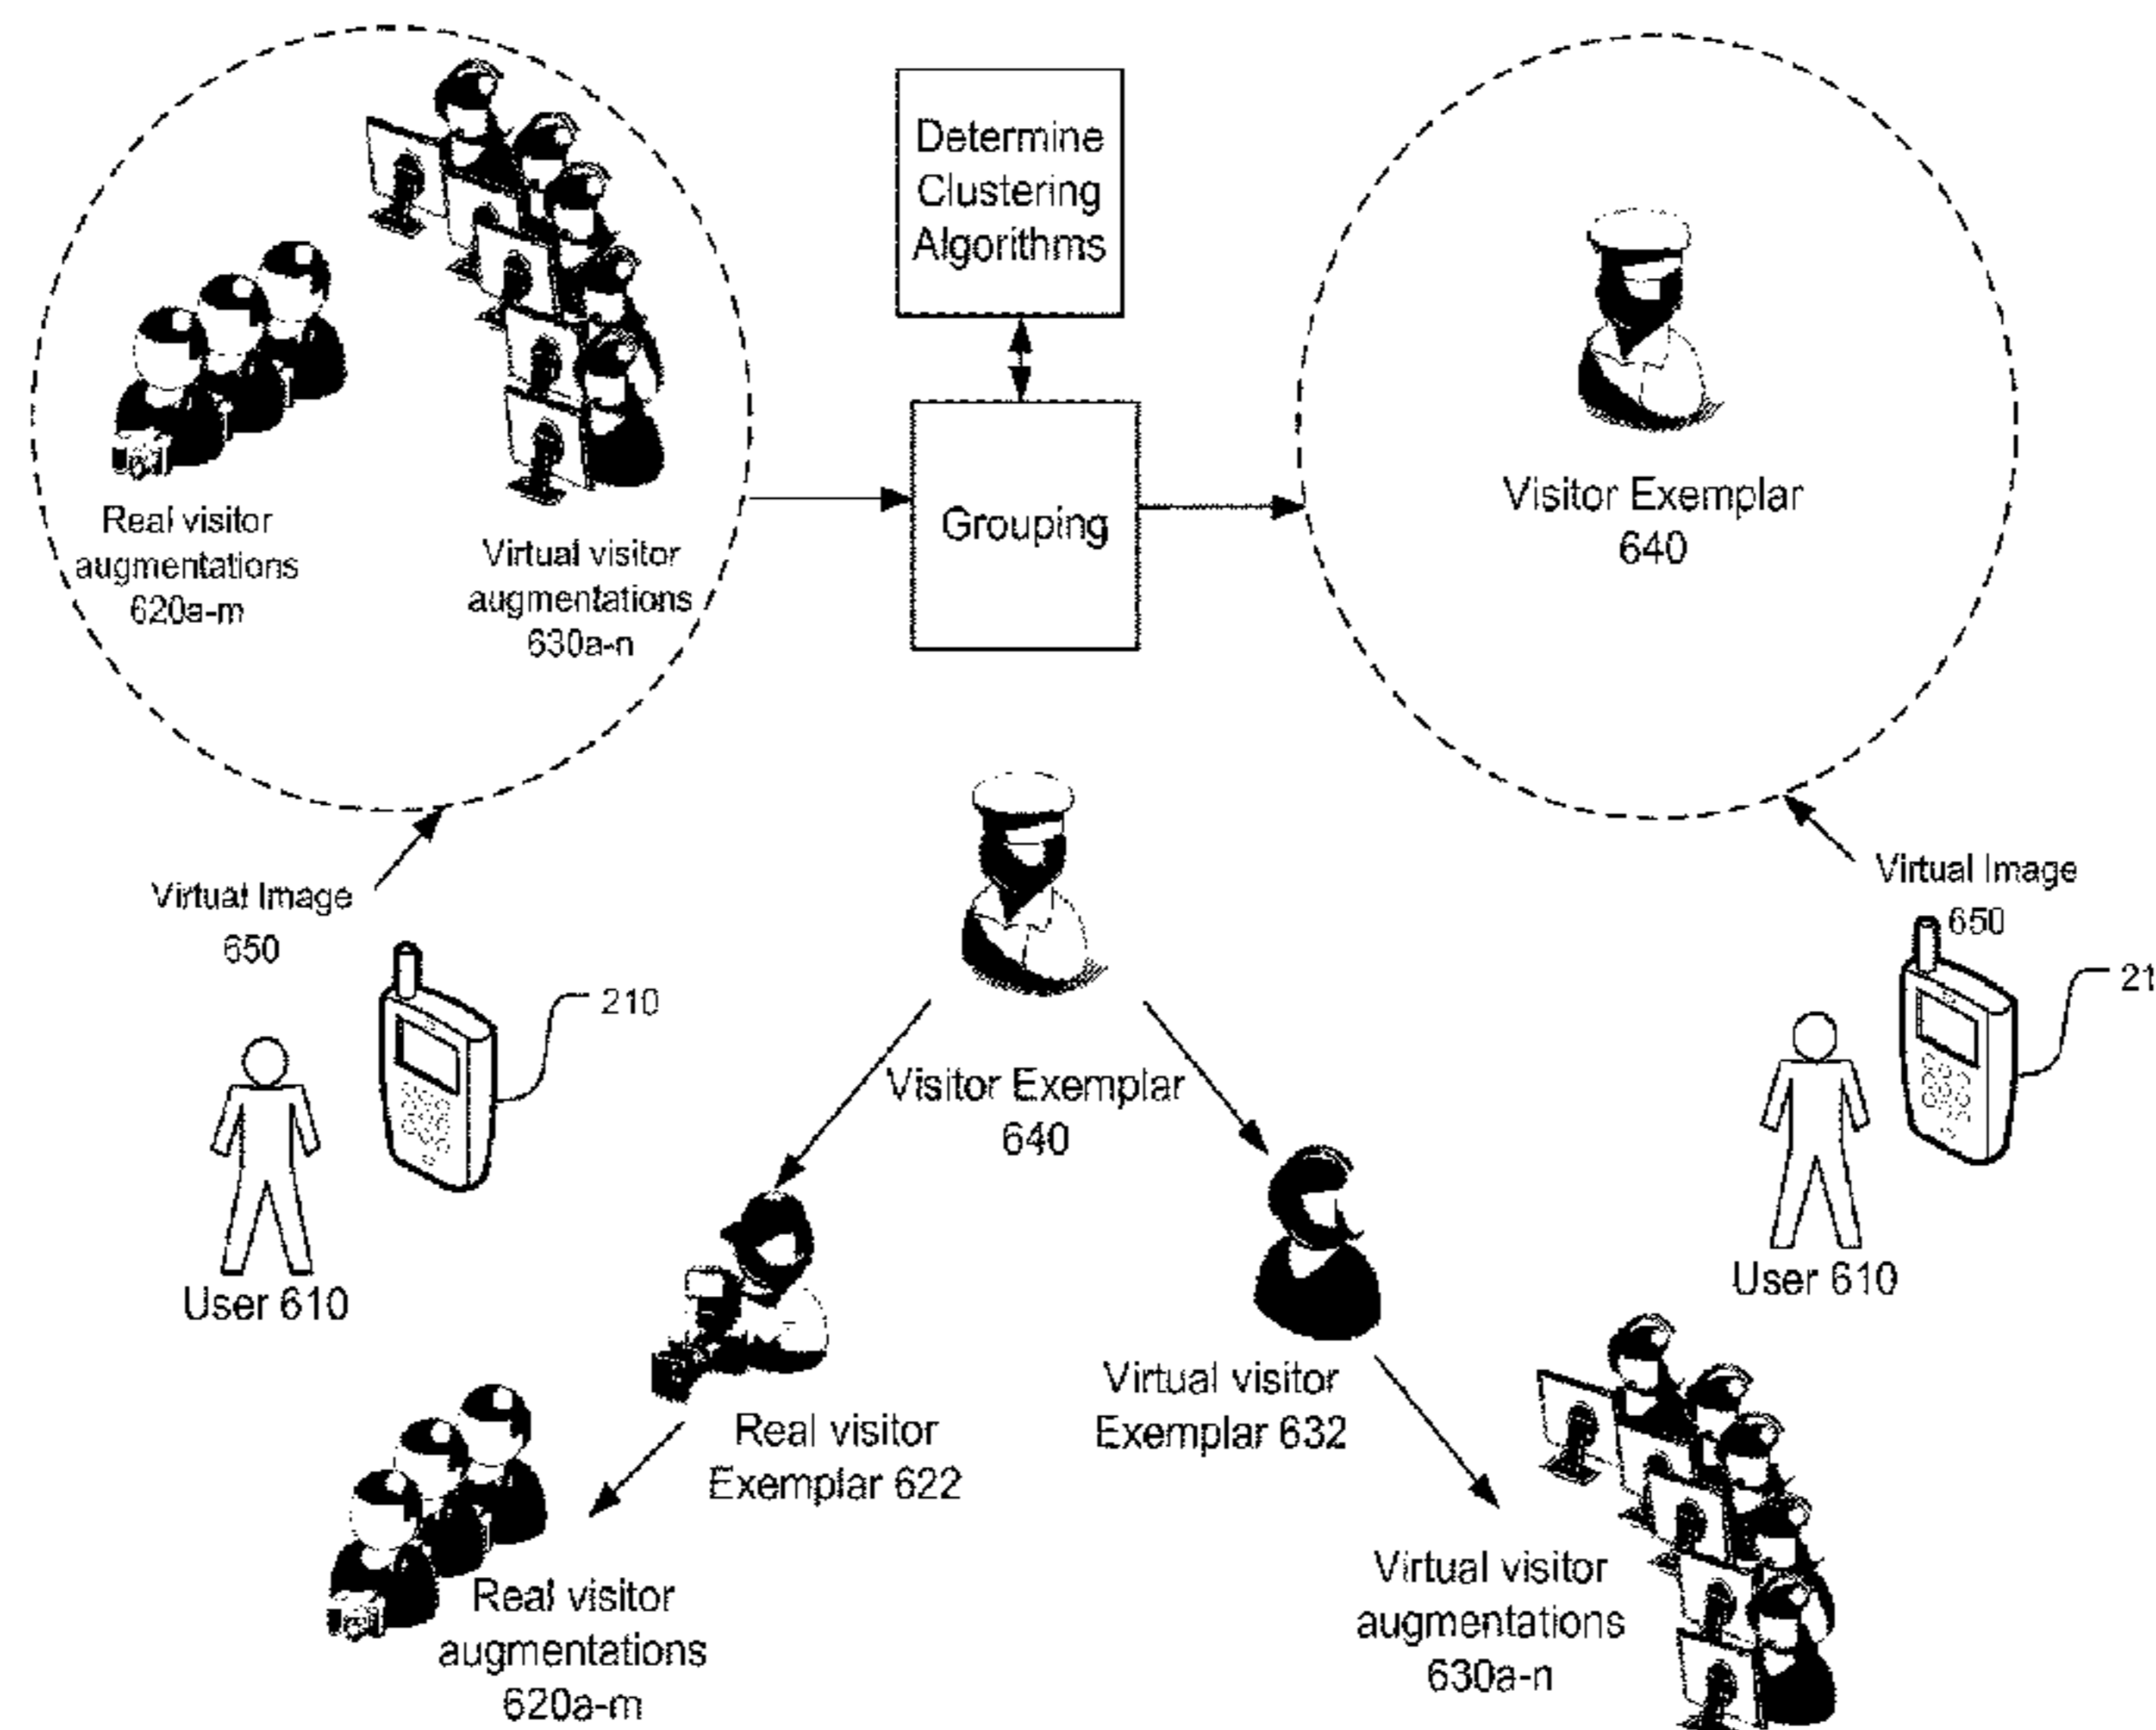 Determine
Clustering
Algorithms
Real visitor
augmentations
620a-m
Virtual visitor
augmentations
630a-n
Grouping
Visitor Exemplar
640
Virtual Image
650
210
User 610
Visitor Exemplar
640
Virtual Image
650
21
User 610
Real visitor
Exemplar 622
Virtual visitor
Exemplar 632
Real visitor
augmentations
620a-m
Virtual visitor
augmentations
630a-n